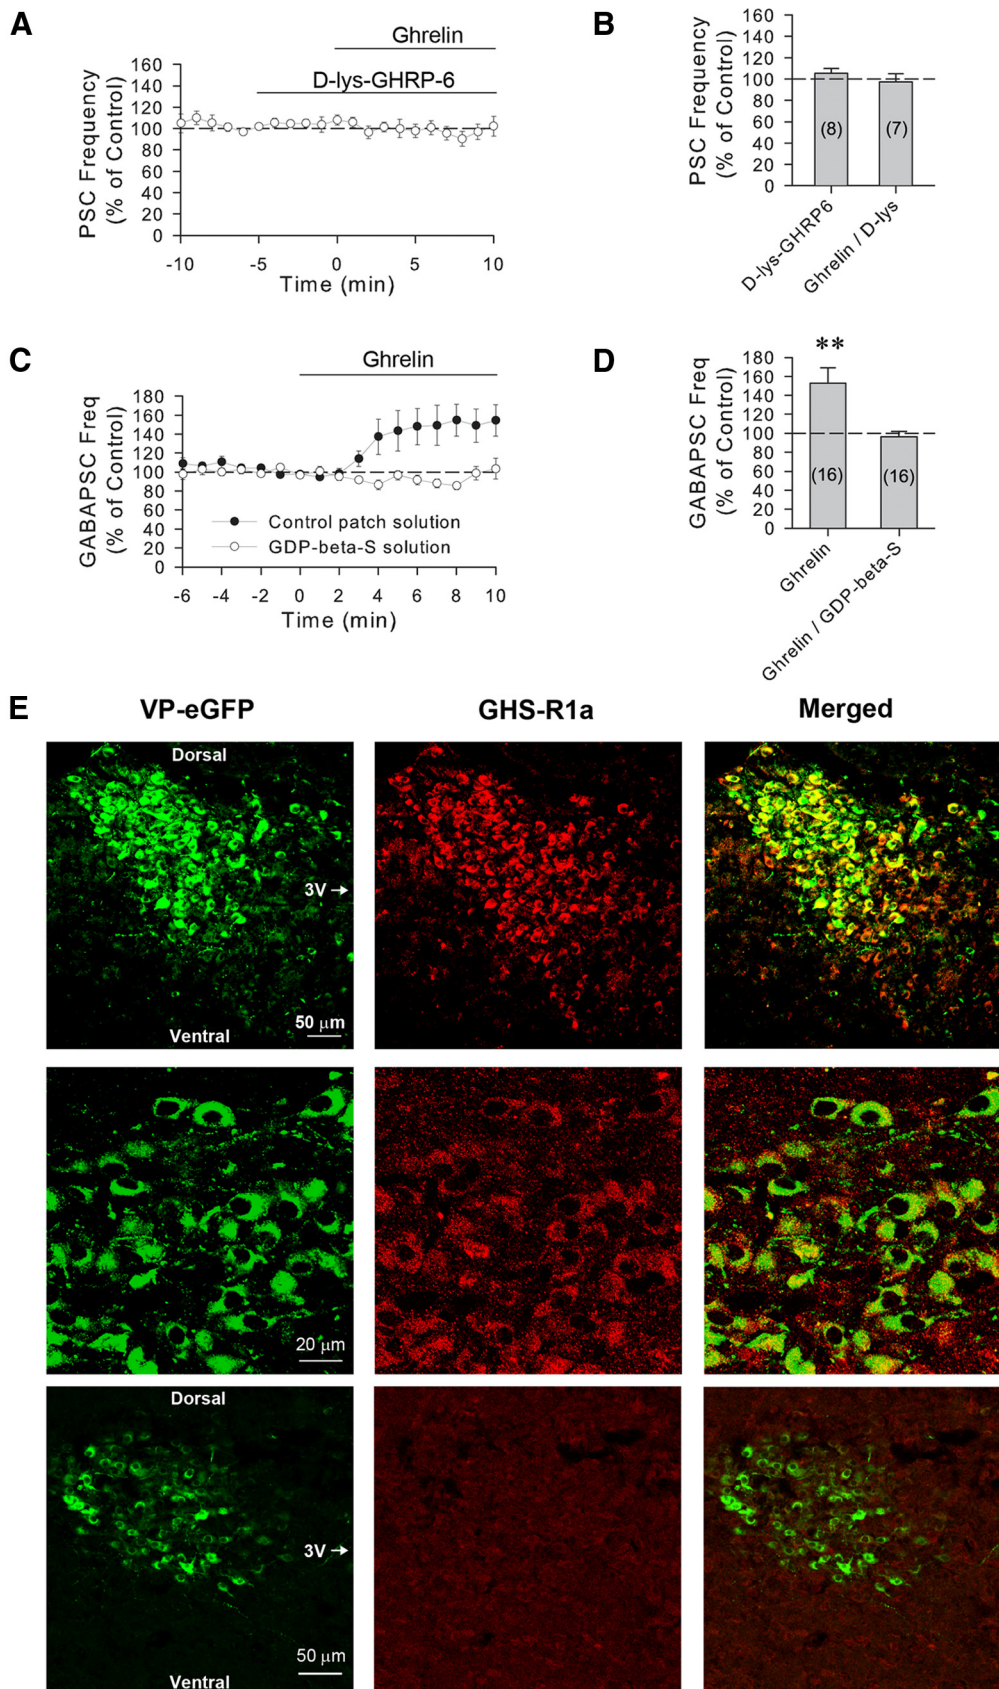 A
Ghrelin
D-lys-GHRP-6
PSC Frequency
(% of Control)
160
140
120
100
80
60
40
20
0
-10 -5 0 5 10
Time (min)
B
PSC Frequency
(% of Control)
160
140
120
100
80
60
40
20
0
(8) (7)
D-lys-GHRP6
Ghrelin / D-lys
C
Ghrelin
GABAPSC Freq
(% of Control)
180
160
140
120
100
80
60
40
20
0
Control patch solution
GDP-beta-S solution
-6 -4 -2 0 2 4 6 8 10
Time (min)
D
**
GABAPSC Freq
(% of Control)
180
160
140
120
100
80
60
40
20
0
(16) (16)
Ghrelin
Ghrelin / GDP-beta-S
E
VP-eGFP GHS-R1a Merged
Dorsal
3V →
50 μm
Ventral
20 μm
Dorsal
3V →
50 μm
Ventral